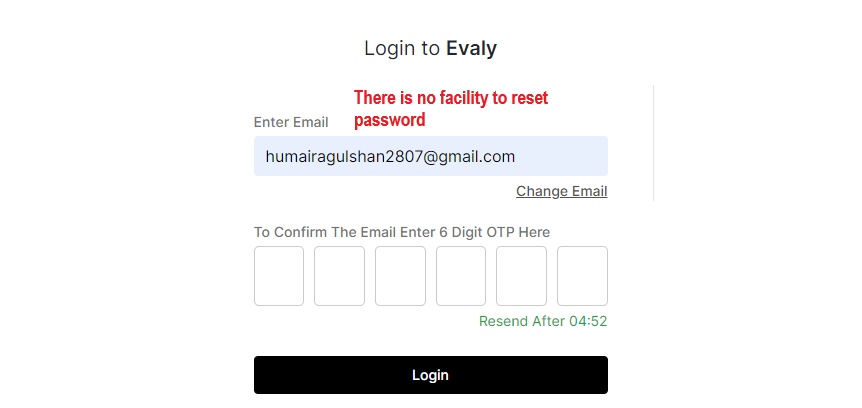 Login to Evaly
There is no facility to reset
password
Enter Email
humairagulshan2807@gmail.com
Change Email
To Confirm The Email Enter 6 Digit OTP Here
Resend After 04:52
Login